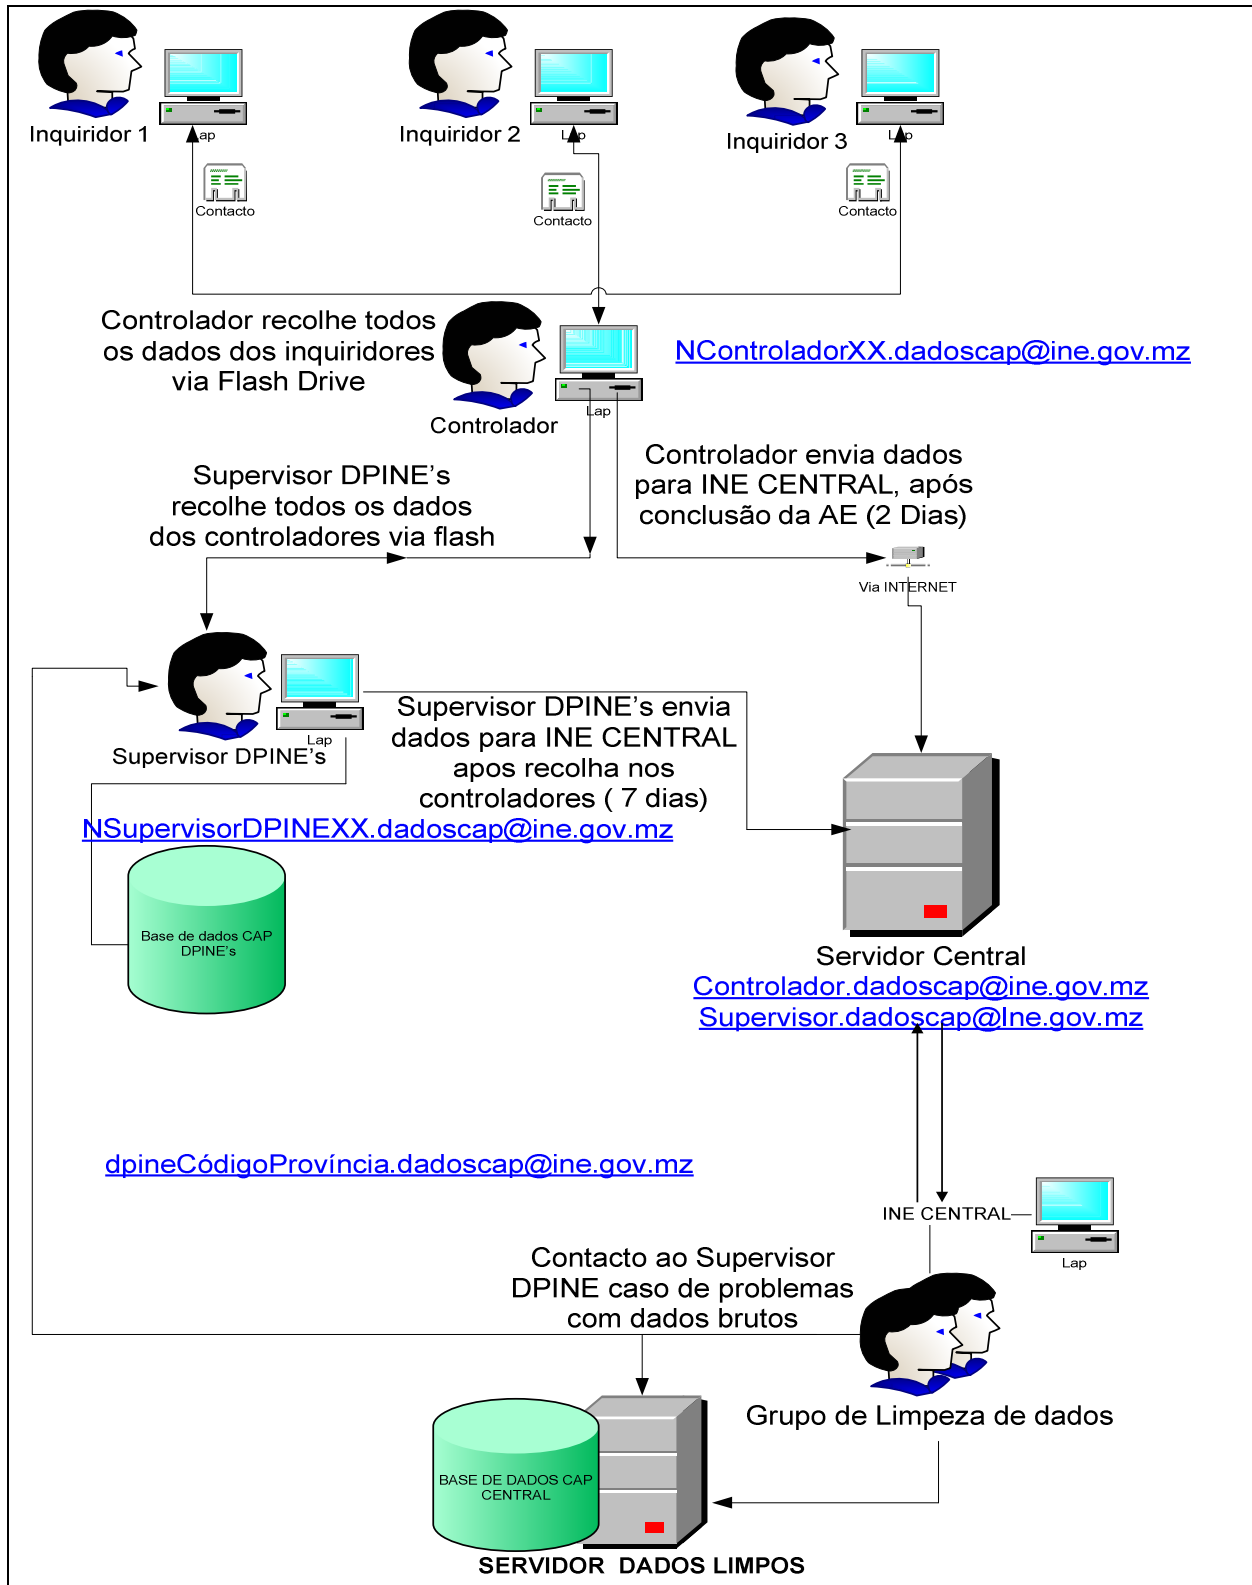 Inquiridor 1
Lap
Contacto
Inquiridor 2
Lap
Contacto
Inquiridor 3
Lap
Contacto
Controlador recolhe todos
os dados dos inquiridores
via Flash Drive
Controlador
Lap
NControladorXX.dadoscap@ine.gov.mz
Supervisor DPINE’s
recolhe todos os dados
dos controladores via flash
Controlador envia dados
para INE CENTRAL, após
conclusão da AE (2 Dias)
Via INTERNET
Lap
Supervisor DPINE’s
Supervisor DPINE’s envia
dados para INE CENTRAL
apos recolha nos
controladores ( 7 dias)
NSupervisorDPINEXX.dadoscap@ine.gov.mz
Base de dados CAP
DPINE’s
Servidor Central
Controlador.dadoscap@ine.gov.mz
Supervisor.dadoscap@Ine.gov.mz
dpineCódigoProvíncia.dadoscap@ine.gov.mz
INE CENTRAL
Lap
Contacto ao Supervisor
DPINE caso de problemas
com dados brutos
Grupo de Limpeza de dados
BASE DE DADOS CAP
CENTRAL
SERVIDOR DADOS LIMPOS